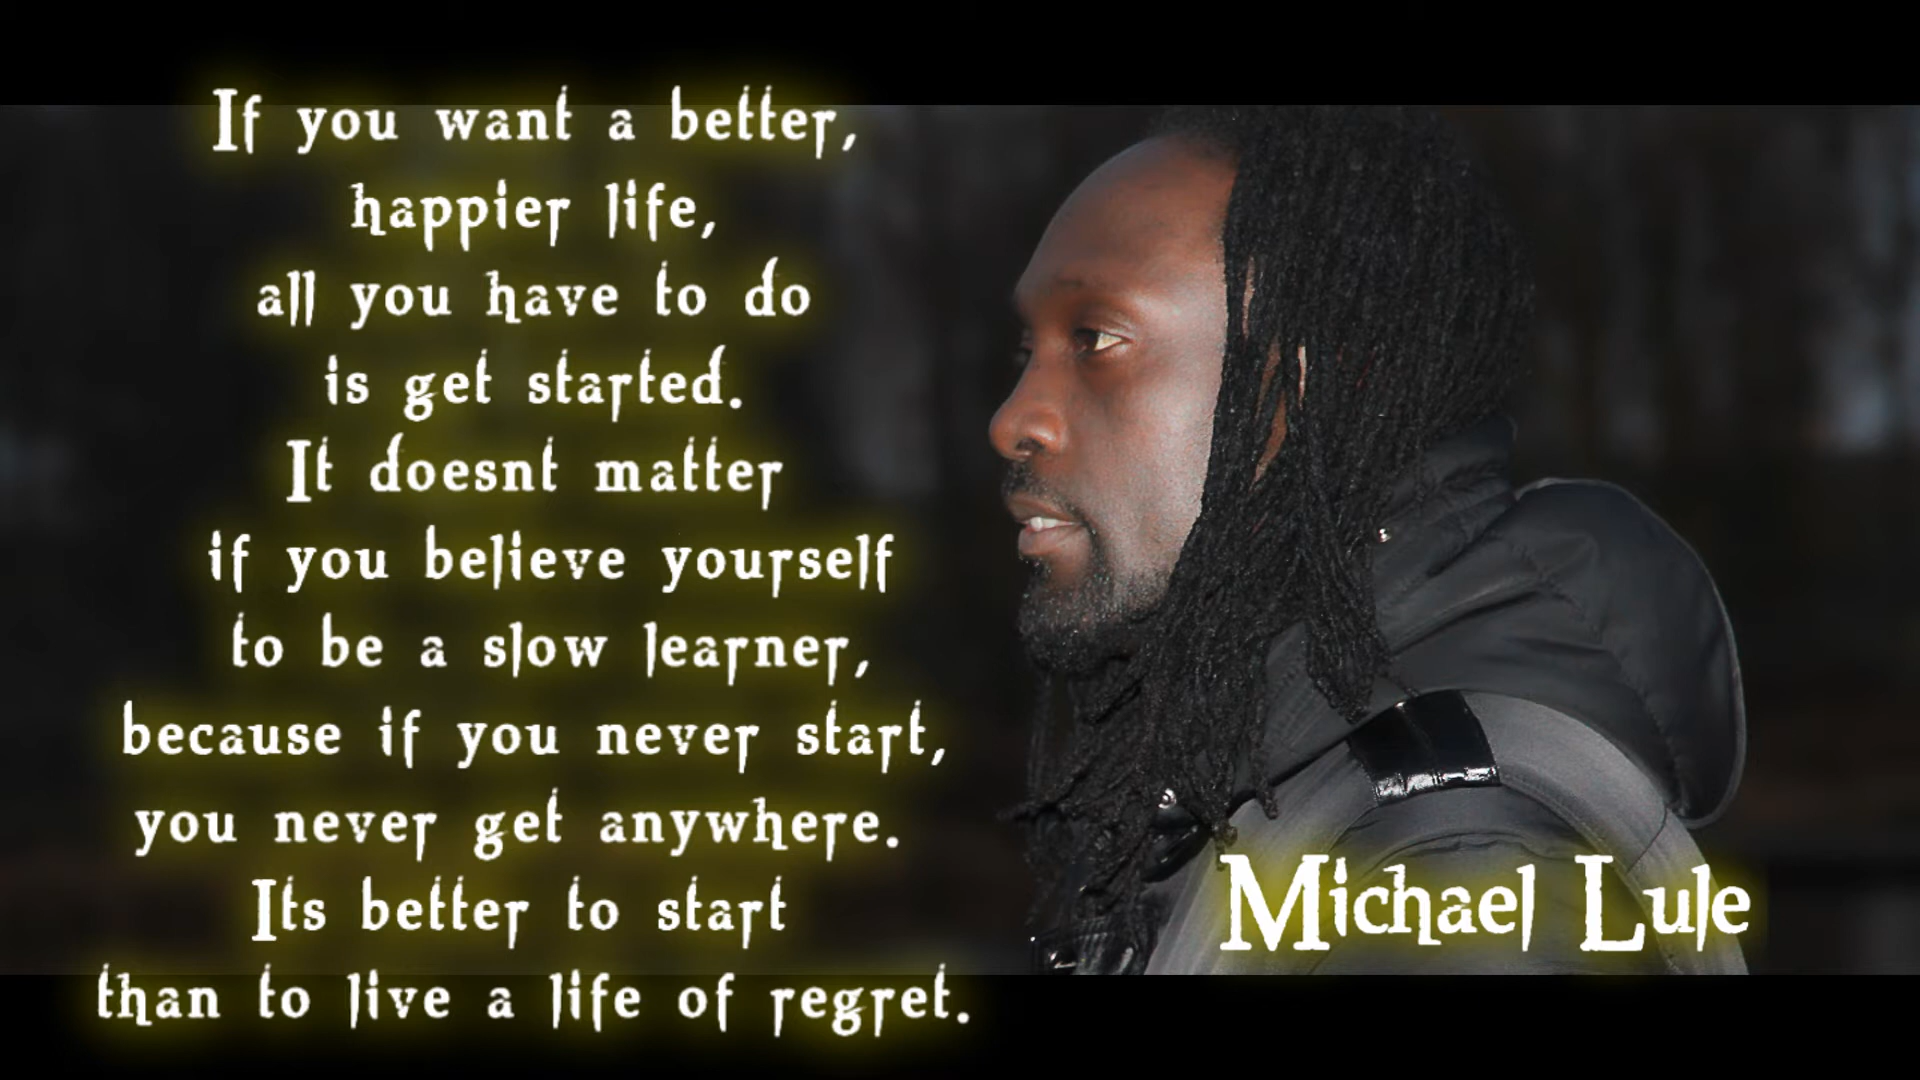 If you want a better,
happier life,
all you have to do
is get started.
It doesnt matter
if you believe yourself
to be a slow learner,
because if you never start,
you never get anywhere.
Its better to start
than to live a life of regret.
Michael Lule